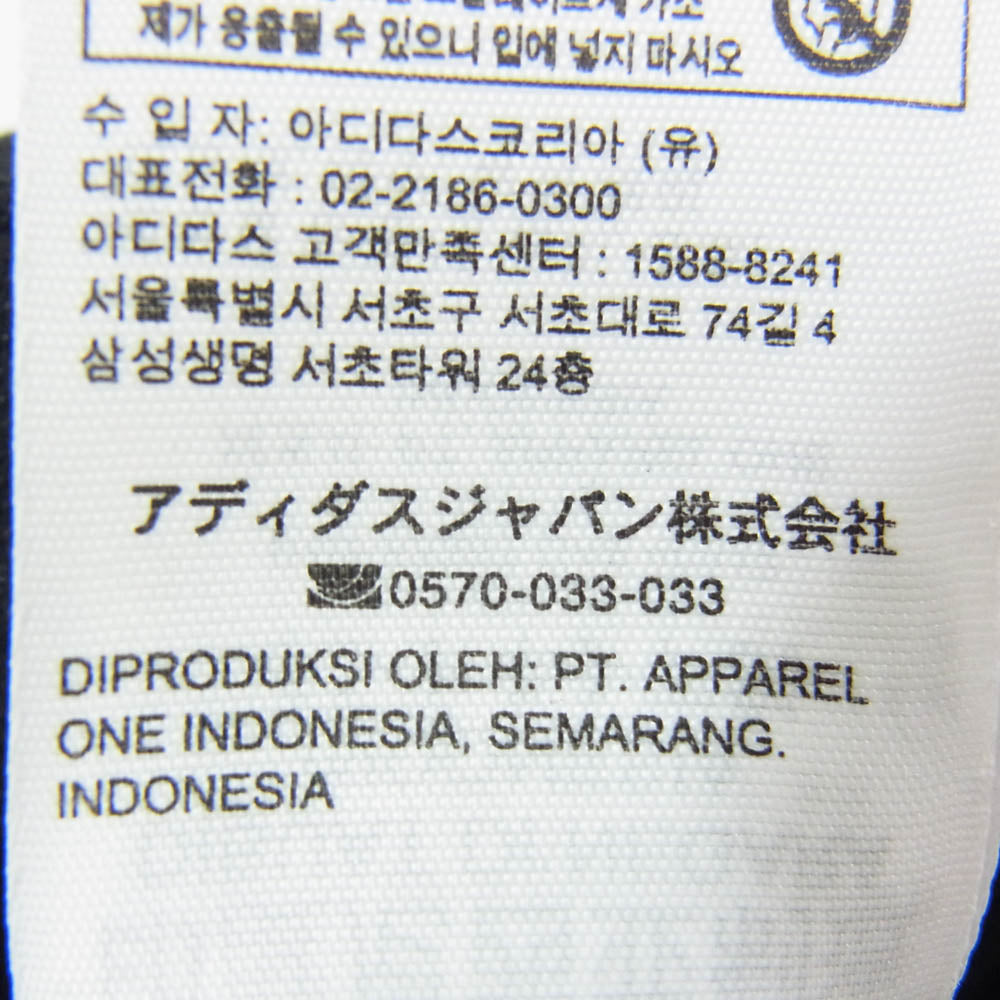 제가 용출될 수 있으니 입에 넣지 마시오
수 입 자: 아디다스코리아 (유)
대표전화 : 02-2186-0300
아디다스 고객만족센터 : 1588-8241
서울특별시 서초구 서초대로 74길 4
삼성생명 서초타워 24층
アディダスジャパン株式会社
0570-033-033
DIPRODUKSI OLEH: PT. APPAREL
ONE INDONESIA, SEMARANG.
INDONESIA